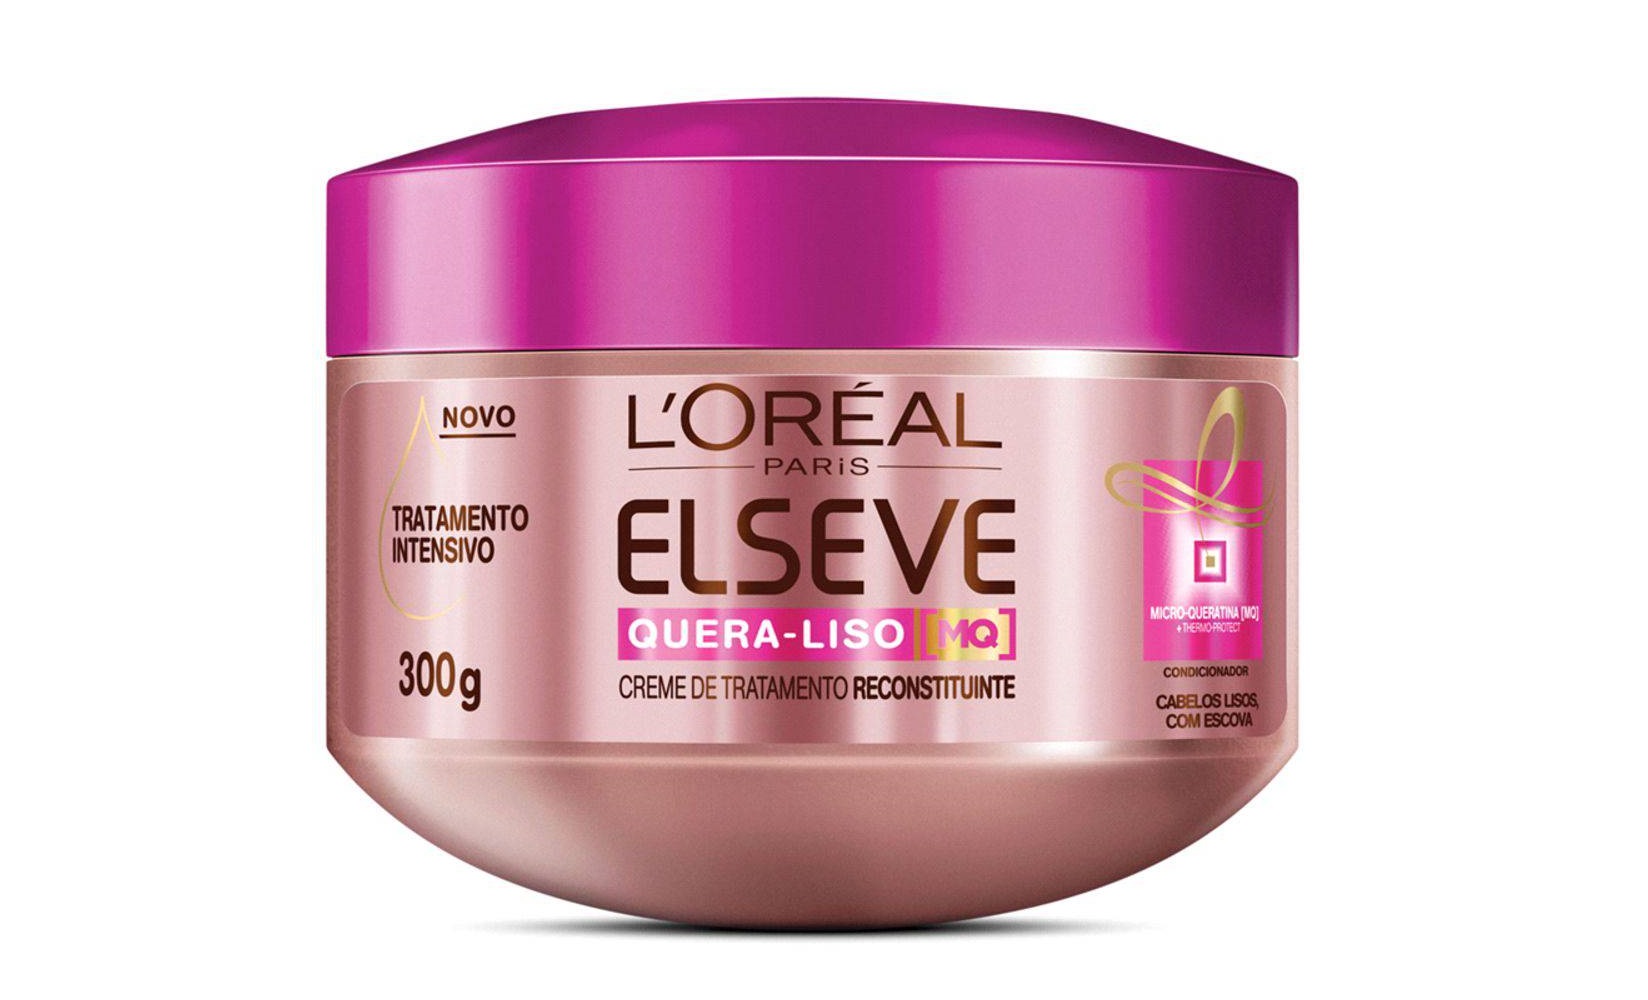 NOVO
TRATAMENTO
INTENSIVO
300g
L'ORÉAL
PARiS
ELSEVE
QUERA-LISO [MQ]
CREME DE TRATAMENTO RECONSTITUINTE
MICRO-QUERATINA [MQ]
+ THERMO-PROTECT
CONDICIONADOR
CABELOS LISOS,
COM ESCOVA